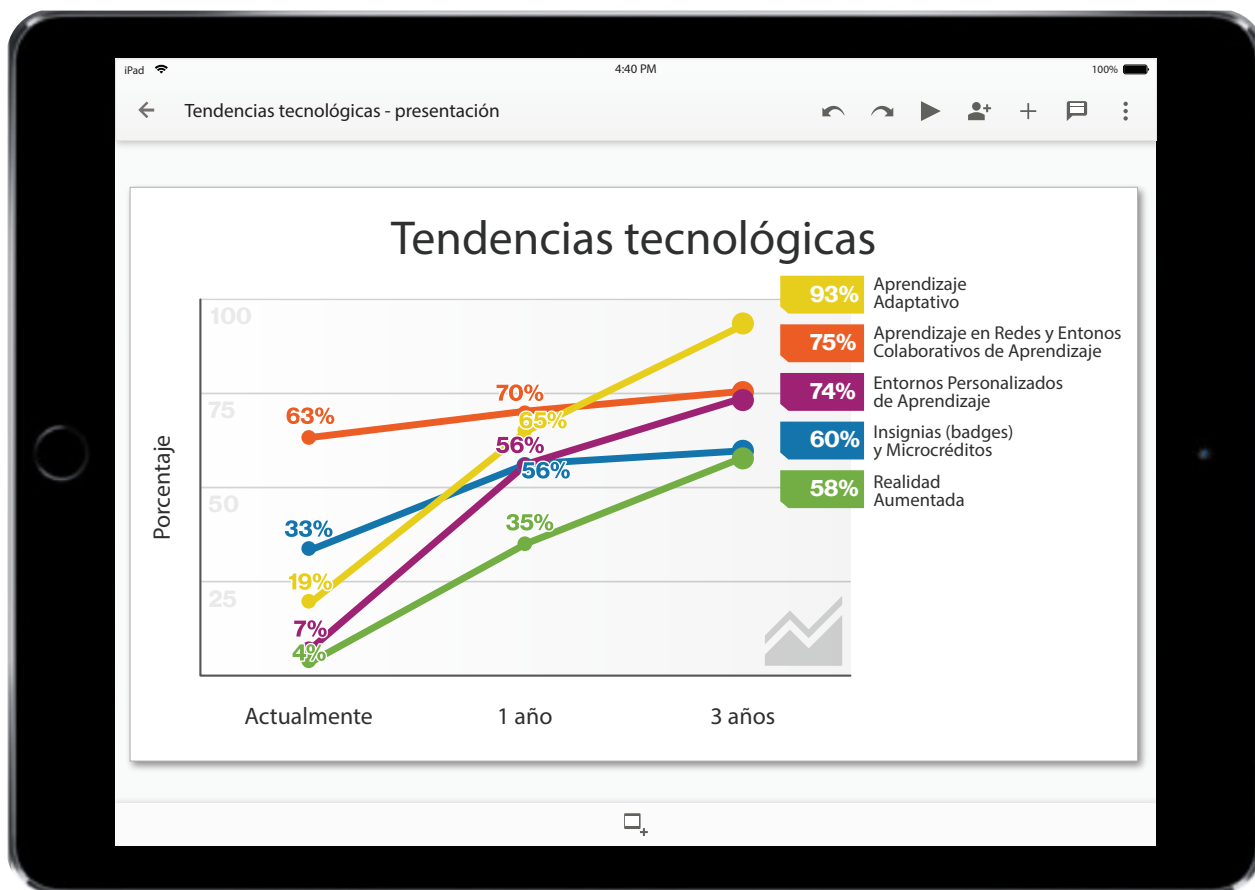 iPad
4:40 PM
100%
Tendencias tecnológicas - presentación
Tendencias tecnológicas
93%
Aprendizaje
Adaptativo
75%
Aprendizaje en Redes y Entonos
Colaborativos de Aprendizaje
74%
Entornos Personalizados
de Aprendizaje
60%
Insignias (badges)
y Microcréditos
58%
Realidad
Aumentada
Porcentaje
100
75
50
25
63%
70%
65%
56%
56%
33%
35%
19%
7%
4%
Actualmente
1 año
3 años